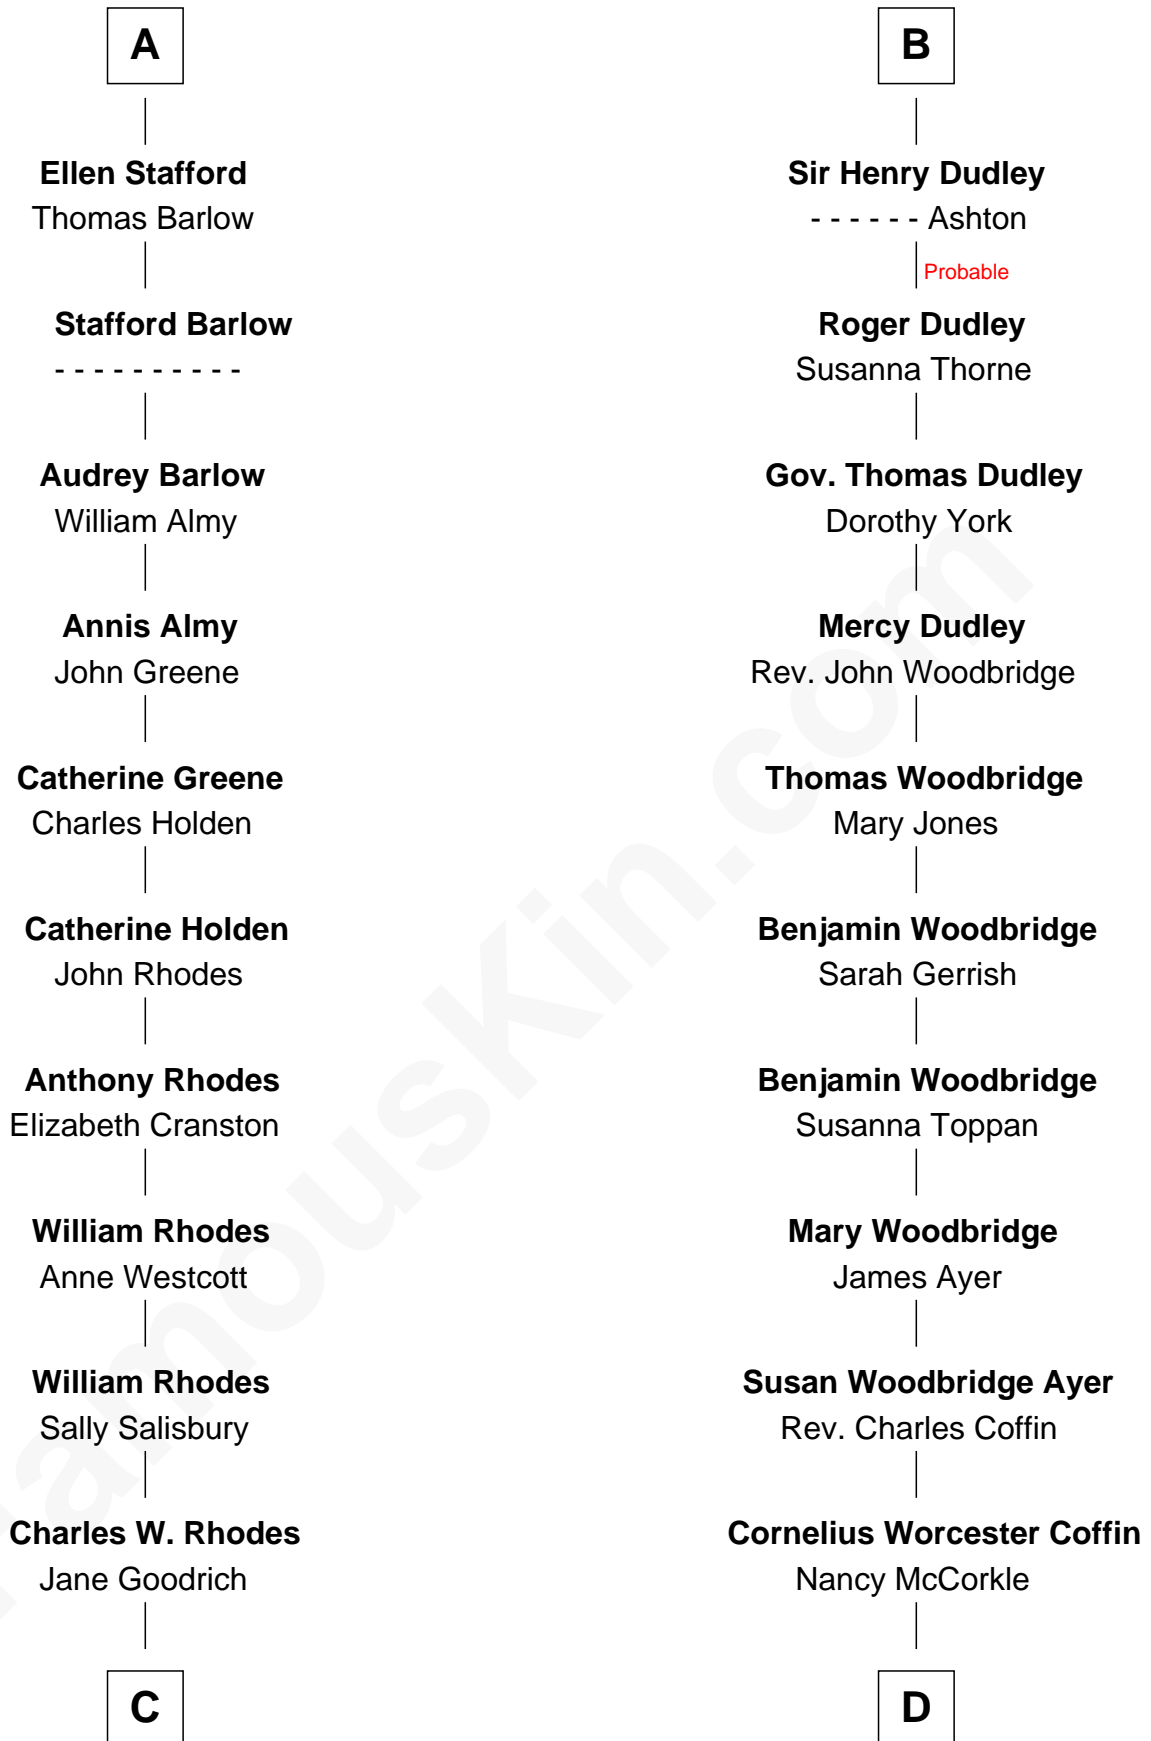 A
Ellen Stafford
Thomas Barlow
Stafford Barlow
- - - - - - - - - -
Audrey Barlow
William Almy
Annis Almy
John Greene
Catherine Greene
Charles Holden
Catherine Holden
John Rhodes
Anthony Rhodes
Elizabeth Cranston
William Rhodes
Anne Westcott
William Rhodes
Sally Salisbury
Charles W. Rhodes
Jane Goodrich
C
B
Sir Henry Dudley
- - - - - - Ashton
Probable
Roger Dudley
Susanna Thorne
Gov. Thomas Dudley
Dorothy York
Mercy Dudley
Rev. John Woodbridge
Thomas Woodbridge
Mary Jones
Benjamin Woodbridge
Sarah Gerrish
Benjamin Woodbridge
Susanna Toppan
Mary Woodbridge
James Ayer
Susan Woodbridge Ayer
Rev. Charles Coffin
Cornelius Worcester Coffin
Nancy McCorkle
D
FamousKin.com